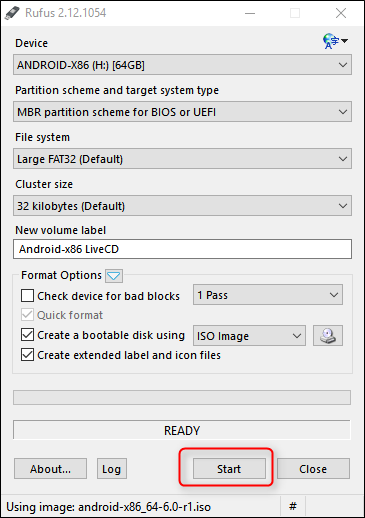 Rufus 2.12.1054
Device
ANDROID-X86 (H:) [64GB]
Partition scheme and target system type
MBR partition scheme for BIOS or UEFI
File system
Large FAT32 (Default)
Cluster size
32 kilobytes (Default)
New volume label
Android-x86 LiveCD
Format Options
Check device for bad blocks 1 Pass
Quick format
Create a bootable disk using ISO Image
Create extended label and icon files
READY
About... Log Start Close
Using image: android-x86_64-6.0-r1.iso #